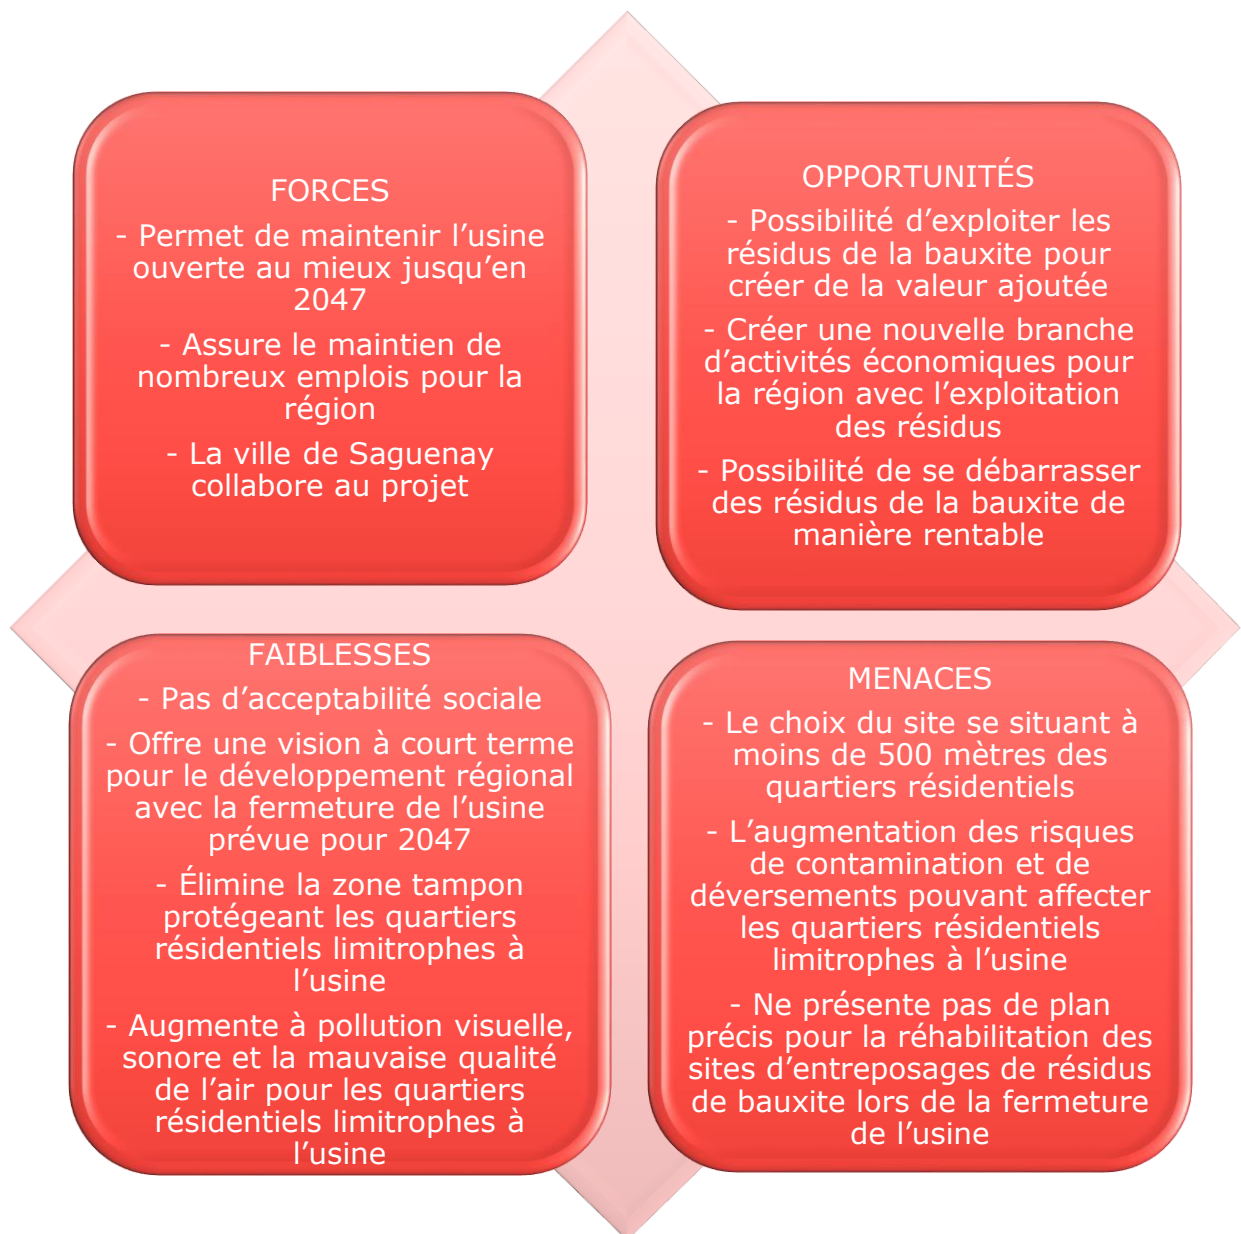 FORCES
- Permet de maintenir l’usine
ouverte au mieux jusqu’en
2047
- Assure le maintien de
nombreux emplois pour la
région
- La ville de Saguenay
collabore au projet
OPPORTUNITÉS
- Possibilité d’exploiter les
résidus de la bauxite pour
créer de la valeur ajoutée
- Créer une nouvelle branche
d’activités économiques pour
la région avec l’exploitation
des résidus
- Possibilité de se débarrasser
des résidus de la bauxite de
manière rentable
FAIBLESSES
- Pas d’acceptabilité sociale
- Offre une vision à court terme
pour le développement régional
avec la fermeture de l’usine
prévue pour 2047
- Élimine la zone tampon
protégeant les quartiers
résidentiels limitrophes à
l’usine
- Augmente à pollution visuelle,
sonore et la mauvaise qualité
de l’air pour les quartiers
résidentiels limitrophes à
l’usine
MENACES
- Le choix du site se situant à
moins de 500 mètres des
quartiers résidentiels
- L’augmentation des risques
de contamination et de
déversements pouvant affecter
les quartiers résidentiels
limitrophes à l’usine
- Ne présente pas de plan
précis pour la réhabilitation des
sites d’entreposages de résidus
de bauxite lors de la fermeture
de l’usine